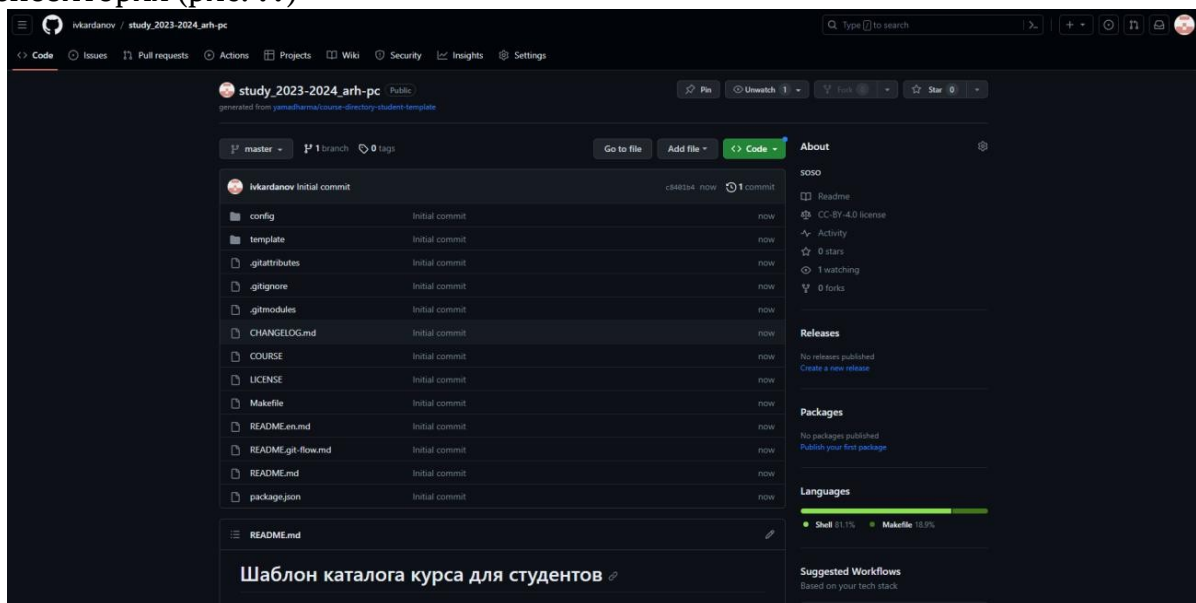 ivkardanov / study_2023-2024_arh-pc
Type / to search
Code Issues Pull requests Actions Projects Wiki Security Insights Settings
study_2023-2024_arh-pc Public
Pin Unwatch 1 Fork 0 Star 0
generated from yamadharma/course-directory-student-template
master 1 branch 0 tags Go to file Add file Code
ivkardanov Initial commit c8481b4 now 1 commit
config Initial commit now
template Initial commit now
.gitattributes Initial commit now
.gitignore Initial commit now
.gitmodules Initial commit now
CHANGELOG.md Initial commit now
COURSE Initial commit now
LICENSE Initial commit now
Makefile Initial commit now
README.en.md Initial commit now
README.git-flow.md Initial commit now
README.md Initial commit now
package.json Initial commit now
README.md
Шаблон каталога курса для студентов
About
soso
Readme
CC-BY-4.0 license
Activity
0 stars
1 watching
0 forks
Releases
No releases published
Create a new release
Packages
No packages published
Publish your first package
Languages
Shell 81.1% Makefile 18.9%
Suggested Workflows
Based on your tech stack